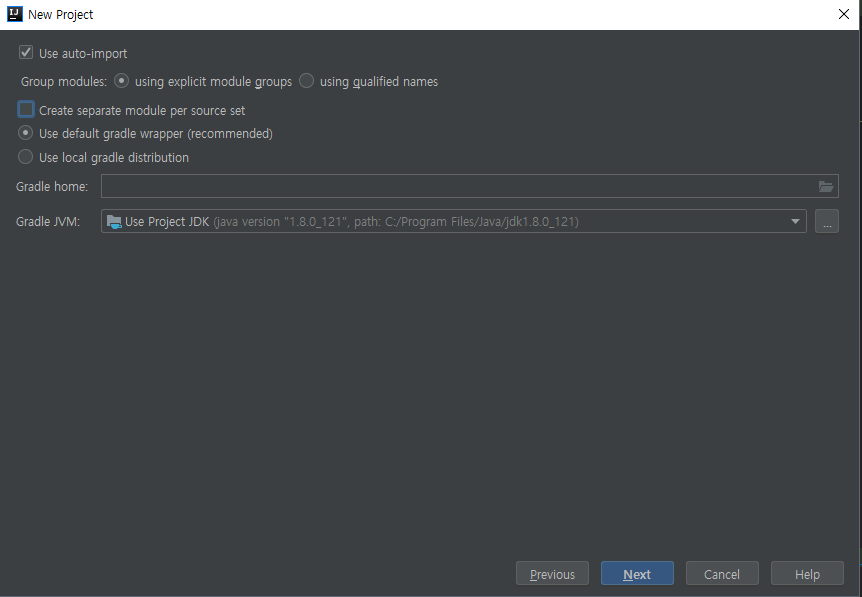 IJ New Project
Use auto-import
Group modules: using explicit module groups using qualified names
Create separate module per source set
Use default gradle wrapper (recommended)
Use local gradle distribution
Gradle home:
Gradle JVM: Use Project JDK (java version "1.8.0_121", path: C:/Program Files/Java/jdk1.8.0_121) ...
Previous Next Cancel Help